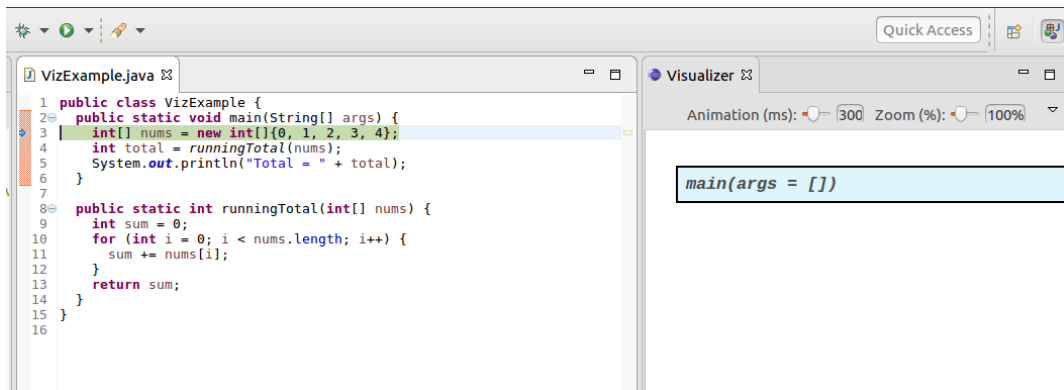 Quick Access
VizExample.java
1 public class VizExample {
2 public static void main(String[] args) {
3 int[] nums = new int[]{0, 1, 2, 3, 4};
4 int total = runningTotal(nums);
5 System.out.println("Total = " + total);
6 }
7
8 public static int runningTotal(int[] nums) {
9 int sum = 0;
10 for (int i = 0; i < nums.length; i++) {
11 sum += nums[i];
12 }
13 return sum;
14 }
15 }
16
Visualizer
Animation (ms): 300 Zoom (%): 100%
main(args = [])